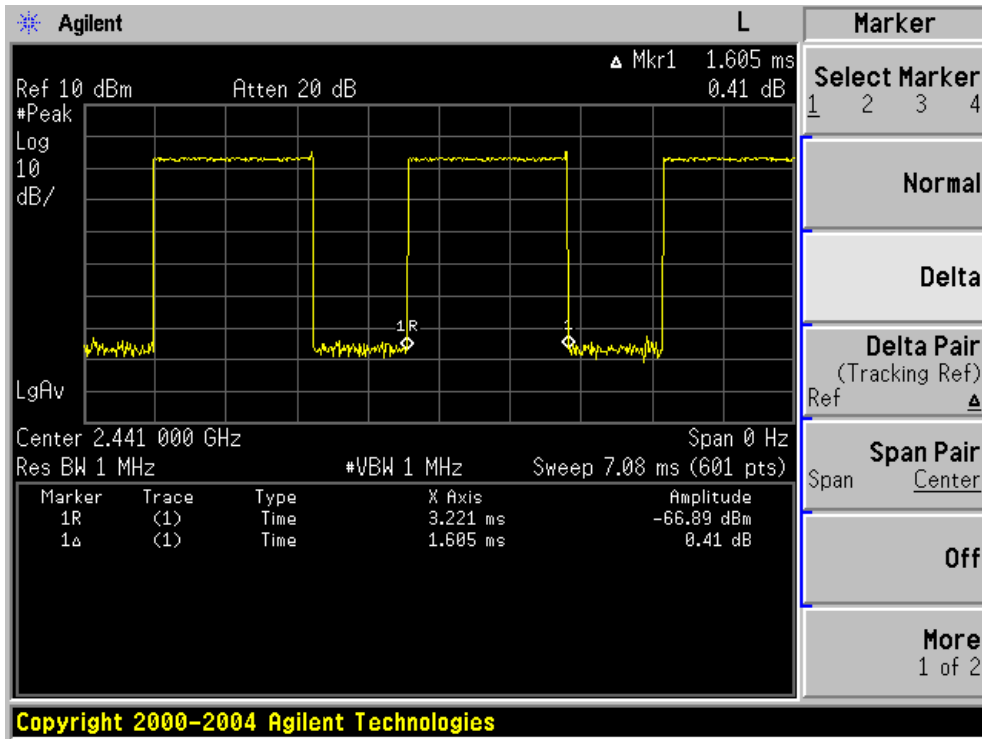 Agilent L Marker
Δ Mkr1 1.605 ms
Ref 10 dBm Atten 20 dB 0.41 dB
#Peak
Log
10
dB/
1R 1
LgAv
Center 2.441 000 GHz Span 0 Hz
Res BW 1 MHz #VBW 1 MHz Sweep 7.08 ms (601 pts)
Marker Trace Type X Axis Amplitude
1R (1) Time 3.221 ms -66.89 dBm
1Δ (1) Time 1.605 ms 0.41 dB
Select Marker
1 2 3 4
Normal
Delta
Delta Pair
(Tracking Ref)
Ref Δ
Span Pair
Span Center
Off
More
1 of 2
Copyright 2000-2004 Agilent Technologies